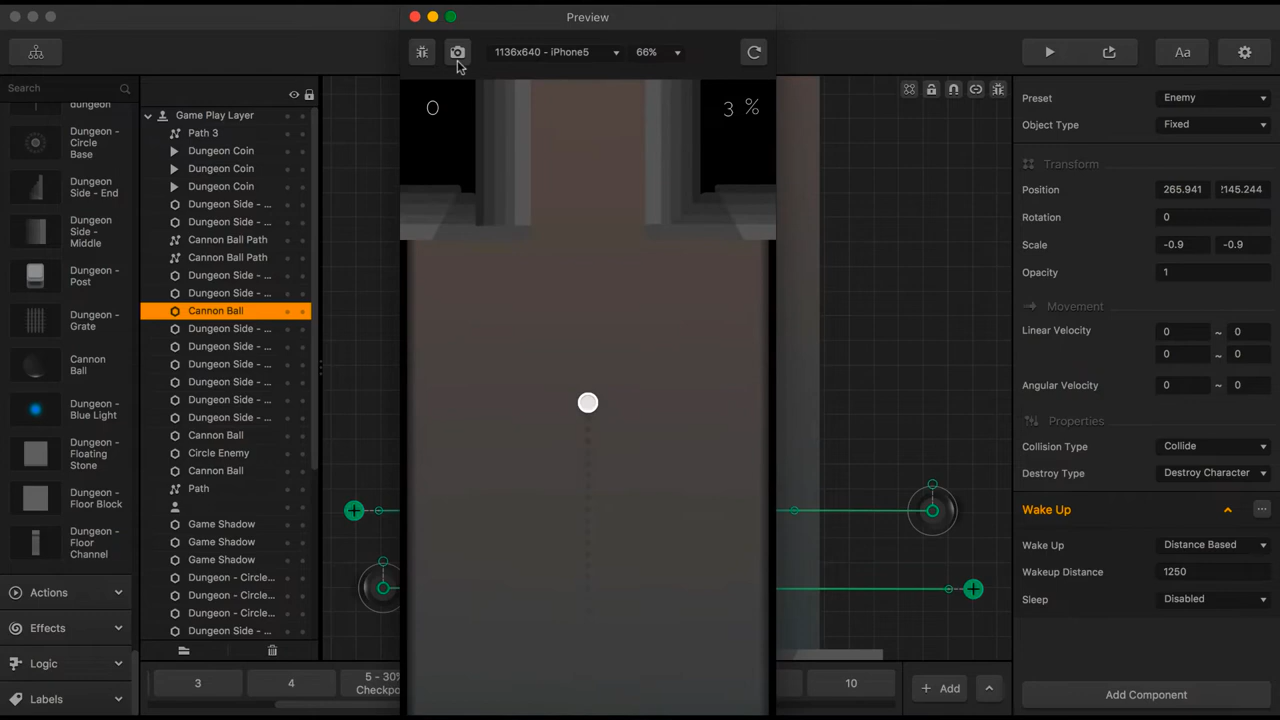 Preview
1136x640 - iPhone5
66%
Aa
Search
dungeon
Dungeon -
Circle
Base
Dungeon
Side - End
Dungeon
Side -
Middle
Dungeon -
Post
Dungeon -
Grate
Cannon
Ball
Dungeon -
Blue Light
Dungeon -
Floating
Stone
Dungeon -
Floor Block
Dungeon -
Floor
Channel
Actions
Effects
Logic
Labels
Game Play Layer
Path 3
Dungeon Coin
Dungeon Coin
Dungeon Coin
Dungeon Side - ...
Dungeon Side - ...
Cannon Ball Path
Cannon Ball Path
Dungeon Side - ...
Dungeon Side - ...
Cannon Ball
Dungeon Side - ...
Dungeon Side - ...
Dungeon Side - ...
Dungeon Side - ...
Dungeon Side - ...
Dungeon Side - ...
Cannon Ball
Circle Enemy
Cannon Ball
Path
Game Shadow
Game Shadow
Game Shadow
Dungeon - Circle...
Dungeon - Circle...
Dungeon - Circle...
Dungeon Side - ...
0
3 %
3
4
5 - 30%
Checkpo
10
+ Add
Preset
Enemy
Object Type
Fixed
Transform
Position
265.941
!145.244
Rotation
0
Scale
-0.9
-0.9
Opacity
1
Movement
Linear Velocity
0 ~ 0
0 ~ 0
Angular Velocity
0 ~ 0
Properties
Collision Type
Collide
Destroy Type
Destroy Character
Wake Up
Wake Up
Distance Based
Wakeup Distance
1250
Sleep
Disabled
Add Component